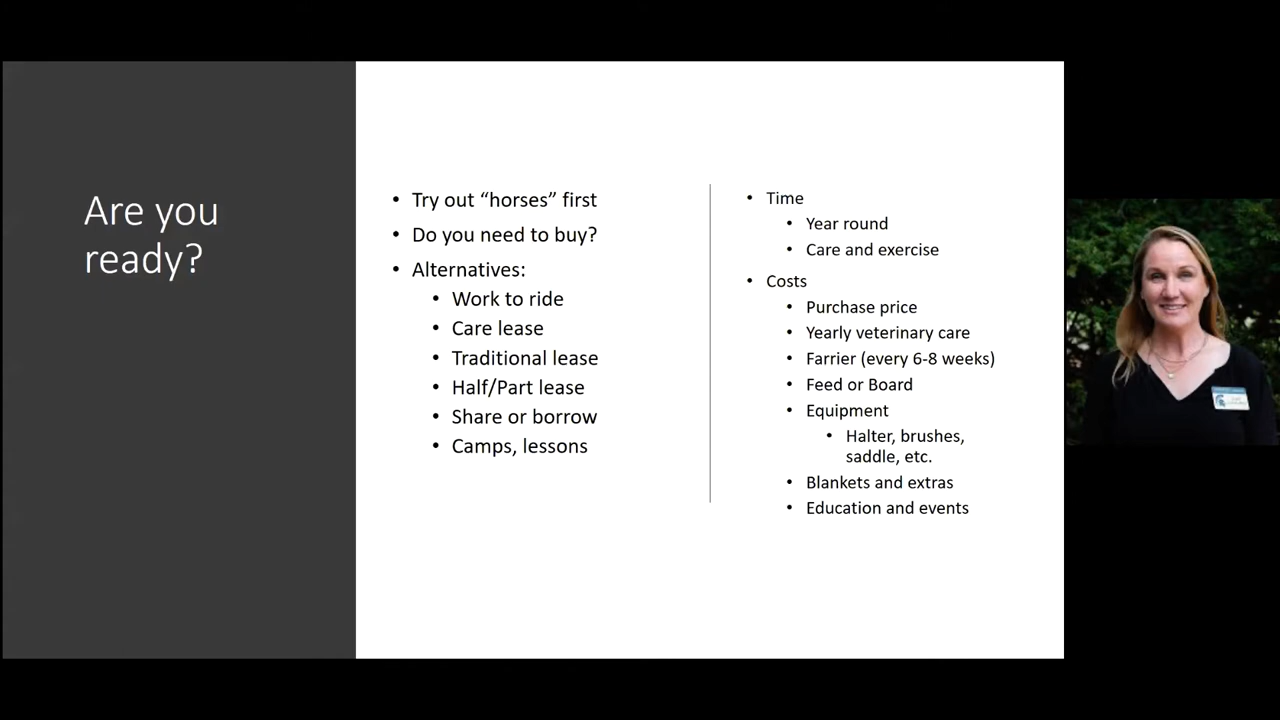 Are you
ready?
• Try out “horses” first
• Do you need to buy?
• Alternatives:
• Work to ride
• Care lease
• Traditional lease
• Half/Part lease
• Share or borrow
• Camps, lessons
• Time
• Year round
• Care and exercise
• Costs
• Purchase price
• Yearly veterinary care
• Farrier (every 6-8 weeks)
• Feed or Board
• Equipment
• Halter, brushes,
saddle, etc.
• Blankets and extras
• Education and events